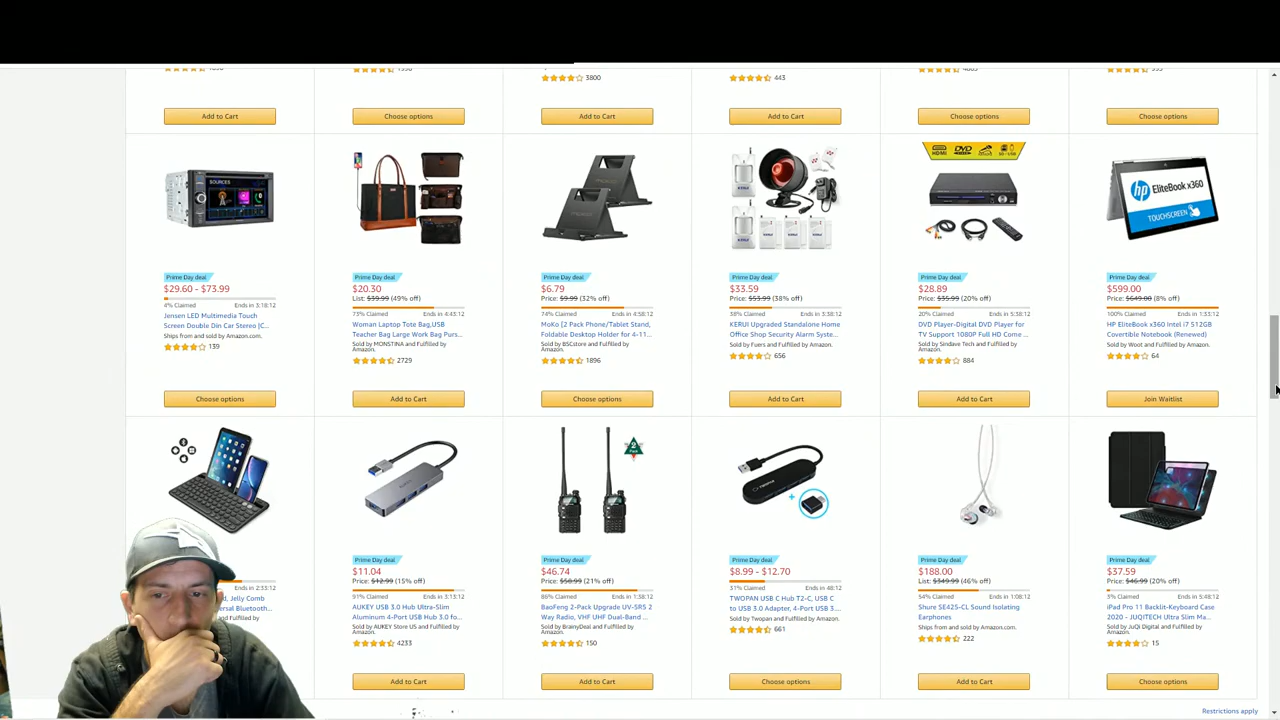 3800
443
Add to Cart
Choose options
Add to Cart
Add to Cart
Choose options
Choose options
SOURCES
KERUI
KERUI
HDMI
DVD
hp EliteBook x360
TOUCHSCREEN
Prime Day deal
$29.60 - $73.99
4% Claimed Ends in 3:18:12
Jensen LED Multimedia Touch
Screen Double Din Car Stereo [C...
Ships from and sold by Amazon.com.
139
Choose options
Prime Day deal
$20.30
List: $39.99 (49% off)
73% Claimed Ends in 4:43:12
Woman Laptop Tote Bag,USB
Teacher Bag Large Work Bag Purs...
Sold by MONSTINA and Fulfilled by
Amazon.
2729
Add to Cart
Prime Day deal
$6.79
Price: $9.99 (32% off)
74% Claimed Ends in 4:58:12
MoKo [2 Pack Phone/Tablet Stand,
Foldable Desktop Holder for 4-11...
Sold by BSCstore and Fulfilled by
Amazon.
1896
Choose options
Prime Day deal
$33.59
Price: $53.99 (38% off)
38% Claimed Ends in 3:38:12
KERUI Upgraded Standalone Home
Office Shop Security Alarm Syste...
Sold by Fuers and Fulfilled by Amazon.
656
Add to Cart
Prime Day deal
$28.89
Price: $35.99 (20% off)
20% Claimed Ends in 5:38:12
DVD Player-Digital DVD Player for
TV Support 1080P Full HD Come ...
Sold by Sindave Tech and Fulfilled by
Amazon.
884
Add to Cart
Prime Day deal
$599.00
Price: $649.00 (8% off)
100% Claimed Ends in 1:33:12
HP EliteBook x360 Intel i7 512GB
Covertible Notebook (Renewed)
Sold by Woot and Fulfilled by Amazon.
64
Join Waitlist
Ends in 2:33:12
d, Jelly Comb
ersal Bluetooth...
nd Fulfilled by
Prime Day deal
$11.04
Price: $12.99 (15% off)
91% Claimed Ends in 3:13:12
AUKEY USB 3.0 Hub Ultra-Slim
Aluminum 4-Port USB Hub 3.0 fo...
Sold by AUKEY Store US and Fulfilled by
Amazon.
4233
Add to Cart
2
Prime Day deal
$46.74
Price: $58.99 (21% off)
86% Claimed Ends in 1:38:12
BaoFeng 2-Pack Upgrade UV-5R5 2
Way Radio, VHF UHF Dual-Band ...
Sold by BrainyDeal and Fulfilled by
Amazon.
150
Add to Cart
Prime Day deal
$8.99 - $12.70
31% Claimed Ends in 48:12
TWOPAN USB C Hub T2-C, USB C
to USB 3.0 Adapter, 4-Port USB 3....
Sold by Twopan and Fulfilled by Amazon.
661
Choose options
Prime Day deal
$188.00
List: $349.99 (46% off)
54% Claimed Ends in 1:08:12
Shure SE425-CL Sound Isolating
Earphones
Ships from and sold by Amazon.com.
222
Add to Cart
Prime Day deal
$37.59
Price: $46.99 (20% off)
3% Claimed Ends in 5:48:12
iPad Pro 11 Backlit-Keyboard Case
2020 - JUQITECH Ultra Slim Ma...
Sold by JuQi Digital and Fulfilled by
Amazon.
15
Choose options
Restrictions apply